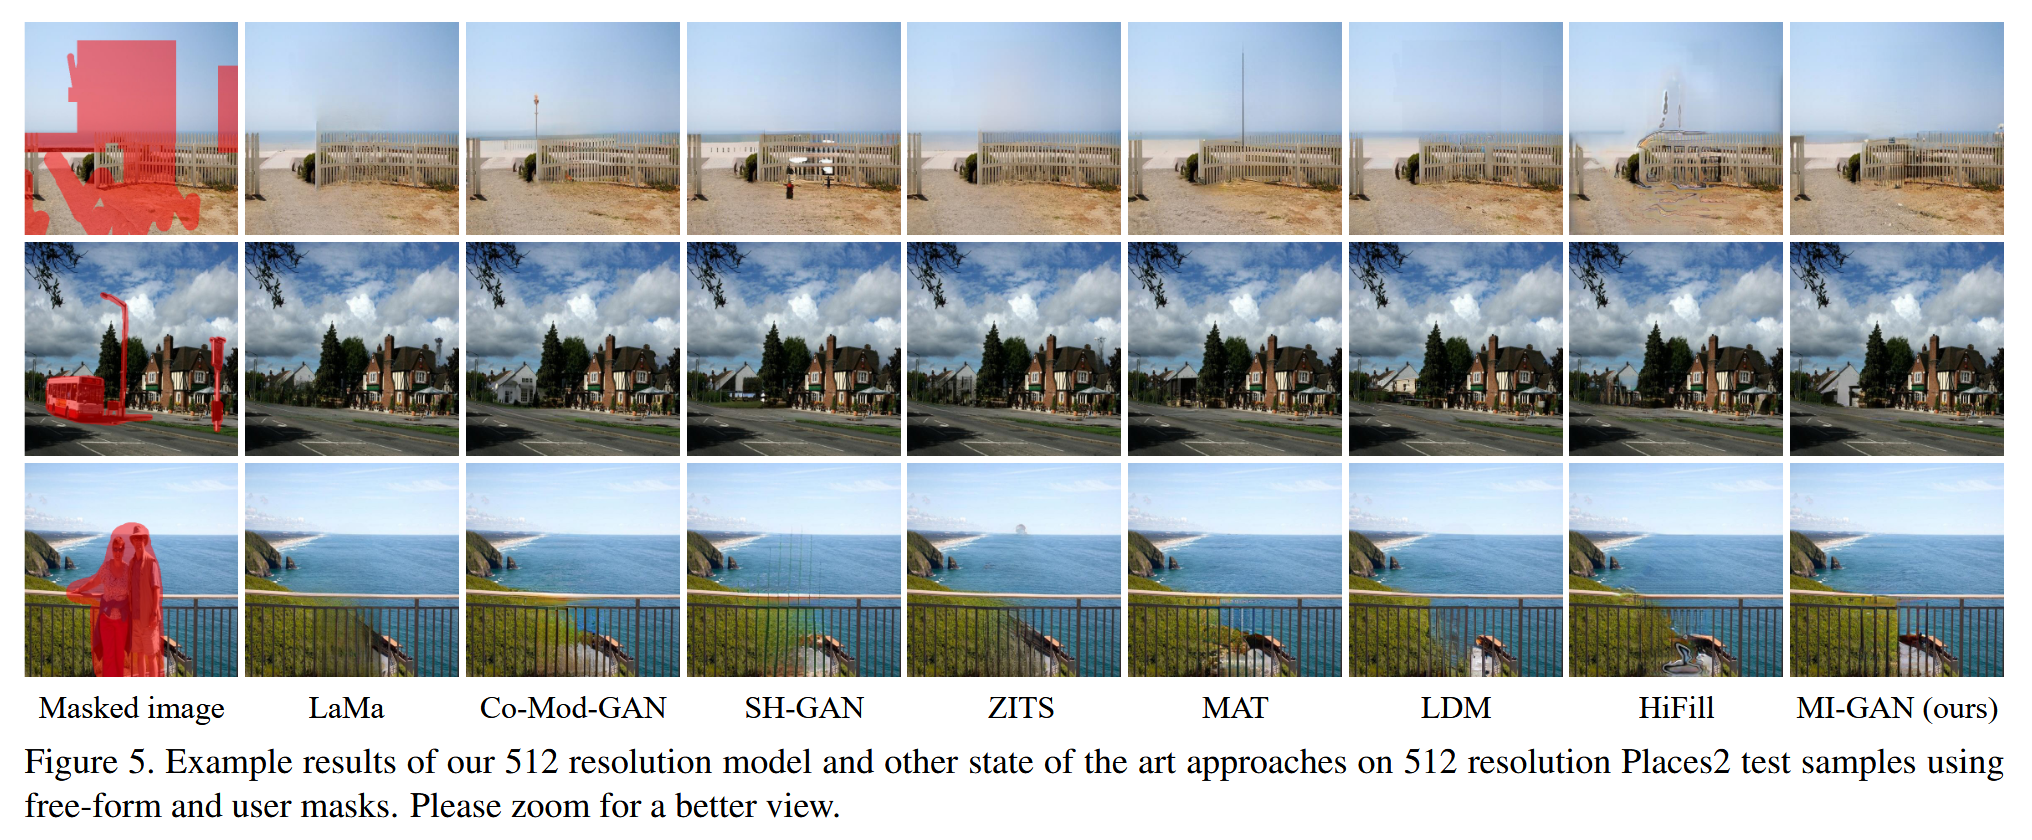 Masked image LaMa Co-Mod-GAN SH-GAN ZITS MAT LDM HiFill MI-GAN (ours)
Figure 5. Example results of our 512 resolution model and other state of the art approaches on 512 resolution Places2 test samples using
free-form and user masks. Please zoom for a better view.